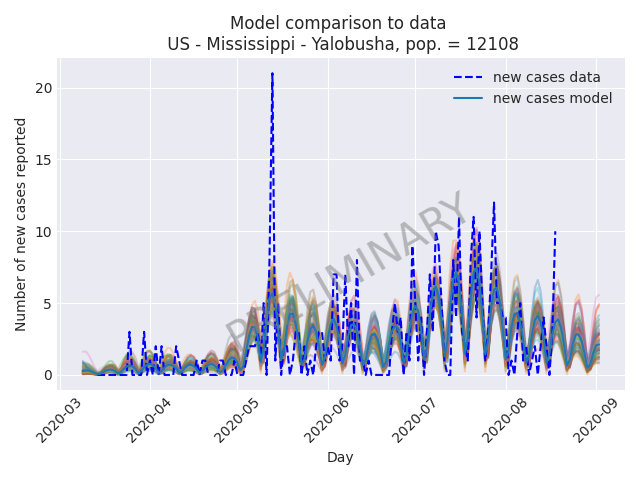 Model comparison to data
US - Mississippi - Yalobusha, pop. = 12108
Number of new cases reported
20
15
10
5
0
new cases data
new cases model
PRELIMINARY
2020-03
2020-04
2020-05
2020-06
2020-07
2020-08
2020-09
Day